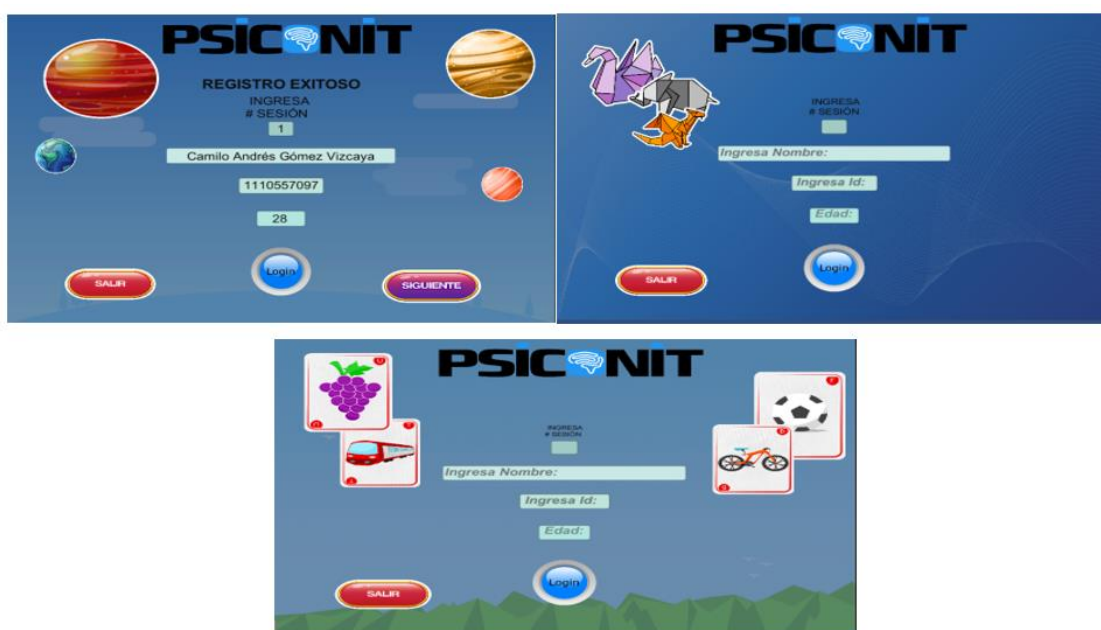 PSICONIT
REGISTRO EXITOSO
INGRESA
# SESIÓN
1
Camilo Andrés Gómez Vizcaya
1110557097
28
Login
SALIR
SIGUIENTE
PSICONIT
INGRESA
# SESIÓN
Ingresa Nombre:
Ingresa Id:
Edad:
Login
SALIR
PSICONIT
INGRESA
# SESIÓN
Ingresa Nombre:
Ingresa Id:
Edad:
Login
SALIR